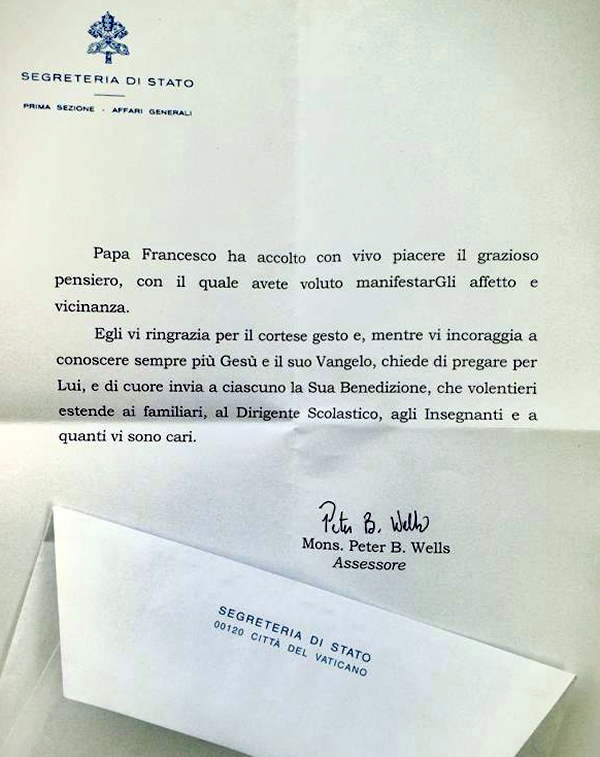 SEGRETERIA DI STATO
PRIMA SEZIONE - AFFARI GENERALI
Papa Francesco ha accolto con vivo piacere il grazioso
pensiero, con il quale avete voluto manifestarGli affetto e
vicinanza.
Egli vi ringrazia per il cortese gesto e, mentre vi incoraggia a
conoscere sempre più Gesù e il suo Vangelo, chiede di pregare per
Lui, e di cuore invia a ciascuno la Sua Benedizione, che volentieri
estende ai familiari, al Dirigente Scolastico, agli Insegnanti e a
quanti vi sono cari.
Peter B. Wells
Mons. Peter B. Wells
Assessore
SEGRETERIA DI STATO
00120 CITTÀ DEL VATICANO